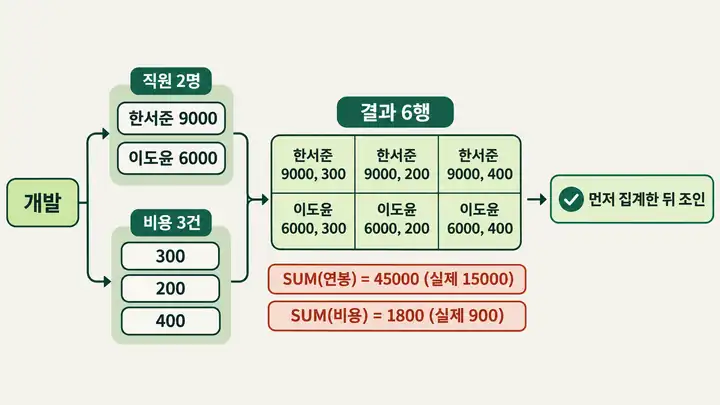 개발
직원 2명
한서준 9000
이도윤 6000
비용 3건
300
200
400
결과 6행
한서준
9000, 300
한서준
9000, 200
한서준
9000, 400
이도윤
6000, 300
이도윤
6000, 200
이도윤
6000, 400
SUM(연봉) = 45000 (실제 15000)
SUM(비용) = 1800 (실제 900)
먼저 집계한 뒤 조인